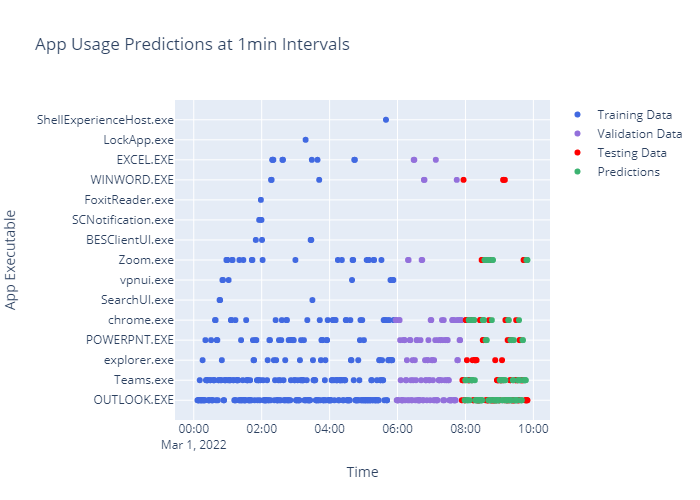 App Usage Predictions at 1min Intervals
Training Data
Validation Data
Testing Data
Predictions
App Executable
ShellExperienceHost.exe
LockApp.exe
EXCEL.EXE
WINWORD.EXE
FoxitReader.exe
SCNotification.exe
BESClientUI.exe
Zoom.exe
vpnui.exe
SearchUI.exe
chrome.exe
POWERPNT.EXE
explorer.exe
Teams.exe
OUTLOOK.EXE
00:00 02:00 04:00 06:00 08:00 10:00
Mar 1, 2022
Time